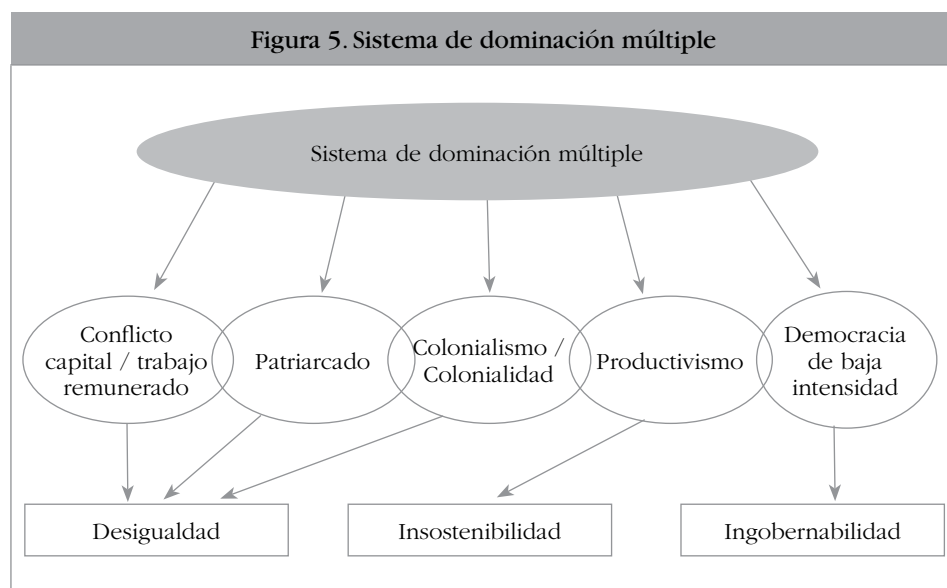 Figura 5. Sistema de dominación múltiple
Sistema de dominación múltiple
Conflicto
capital / trabajo
remunerado
Patriarcado
Colonialismo /
Colonialidad
Productivismo
Democracia
de baja
intensidad
Desigualdad
Insostenibilidad
Ingobernabilidad